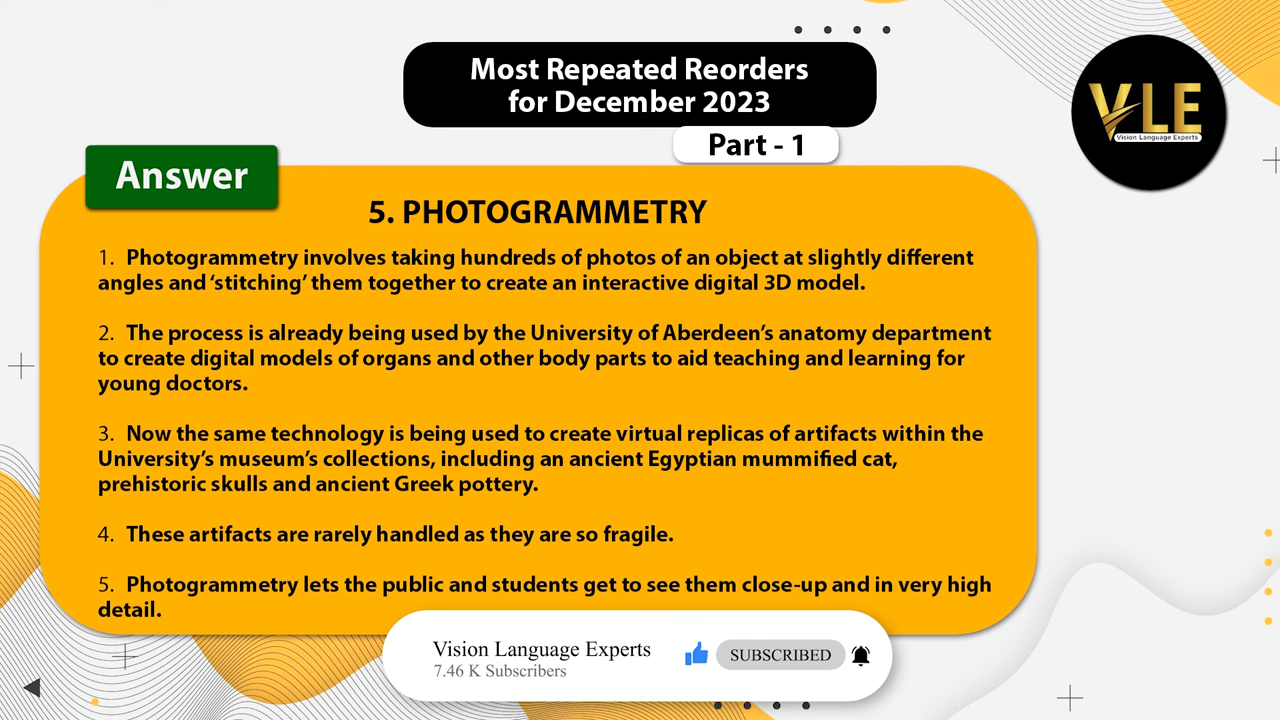 Most Repeated Reorders
for December 2023
Part - 1
VLE
Vision Language Experts
Answer
5. PHOTOGRAMMETRY
1. Photogrammetry involves taking hundreds of photos of an object at slightly different
angles and ‘stitching’ them together to create an interactive digital 3D model.
2. The process is already being used by the University of Aberdeen’s anatomy department
to create digital models of organs and other body parts to aid teaching and learning for
young doctors.
3. Now the same technology is being used to create virtual replicas of artifacts within the
University’s museum’s collections, including an ancient Egyptian mummified cat,
prehistoric skulls and ancient Greek pottery.
4. These artifacts are rarely handled as they are so fragile.
5. Photogrammetry lets the public and students get to see them close-up and in very high
detail.
Vision Language Experts
7.46 K Subscribers
SUBSCRIBED